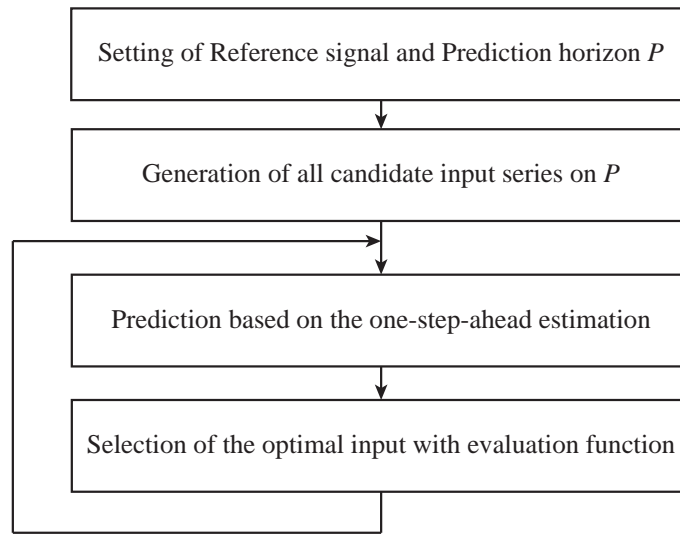 Setting of Reference signal and Prediction horizon P
Generation of all candidate input series on P
Prediction based on the one-step-ahead estimation
Selection of the optimal input with evaluation function